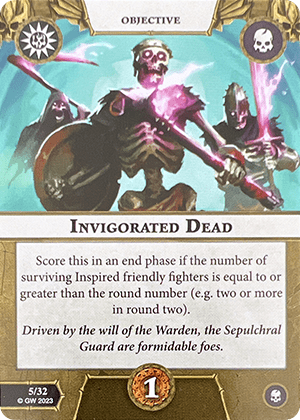 OBJECTIVE
INVIGORATED DEAD
Score this in an end phase if the number of
surviving Inspired friendly fighters is equal to or
greater than the round number (e.g. two or more
in round two).
Driven by the will of the Warden, the Sepulchral
Guard are formidable foes.
5/32
© GW 2023
1